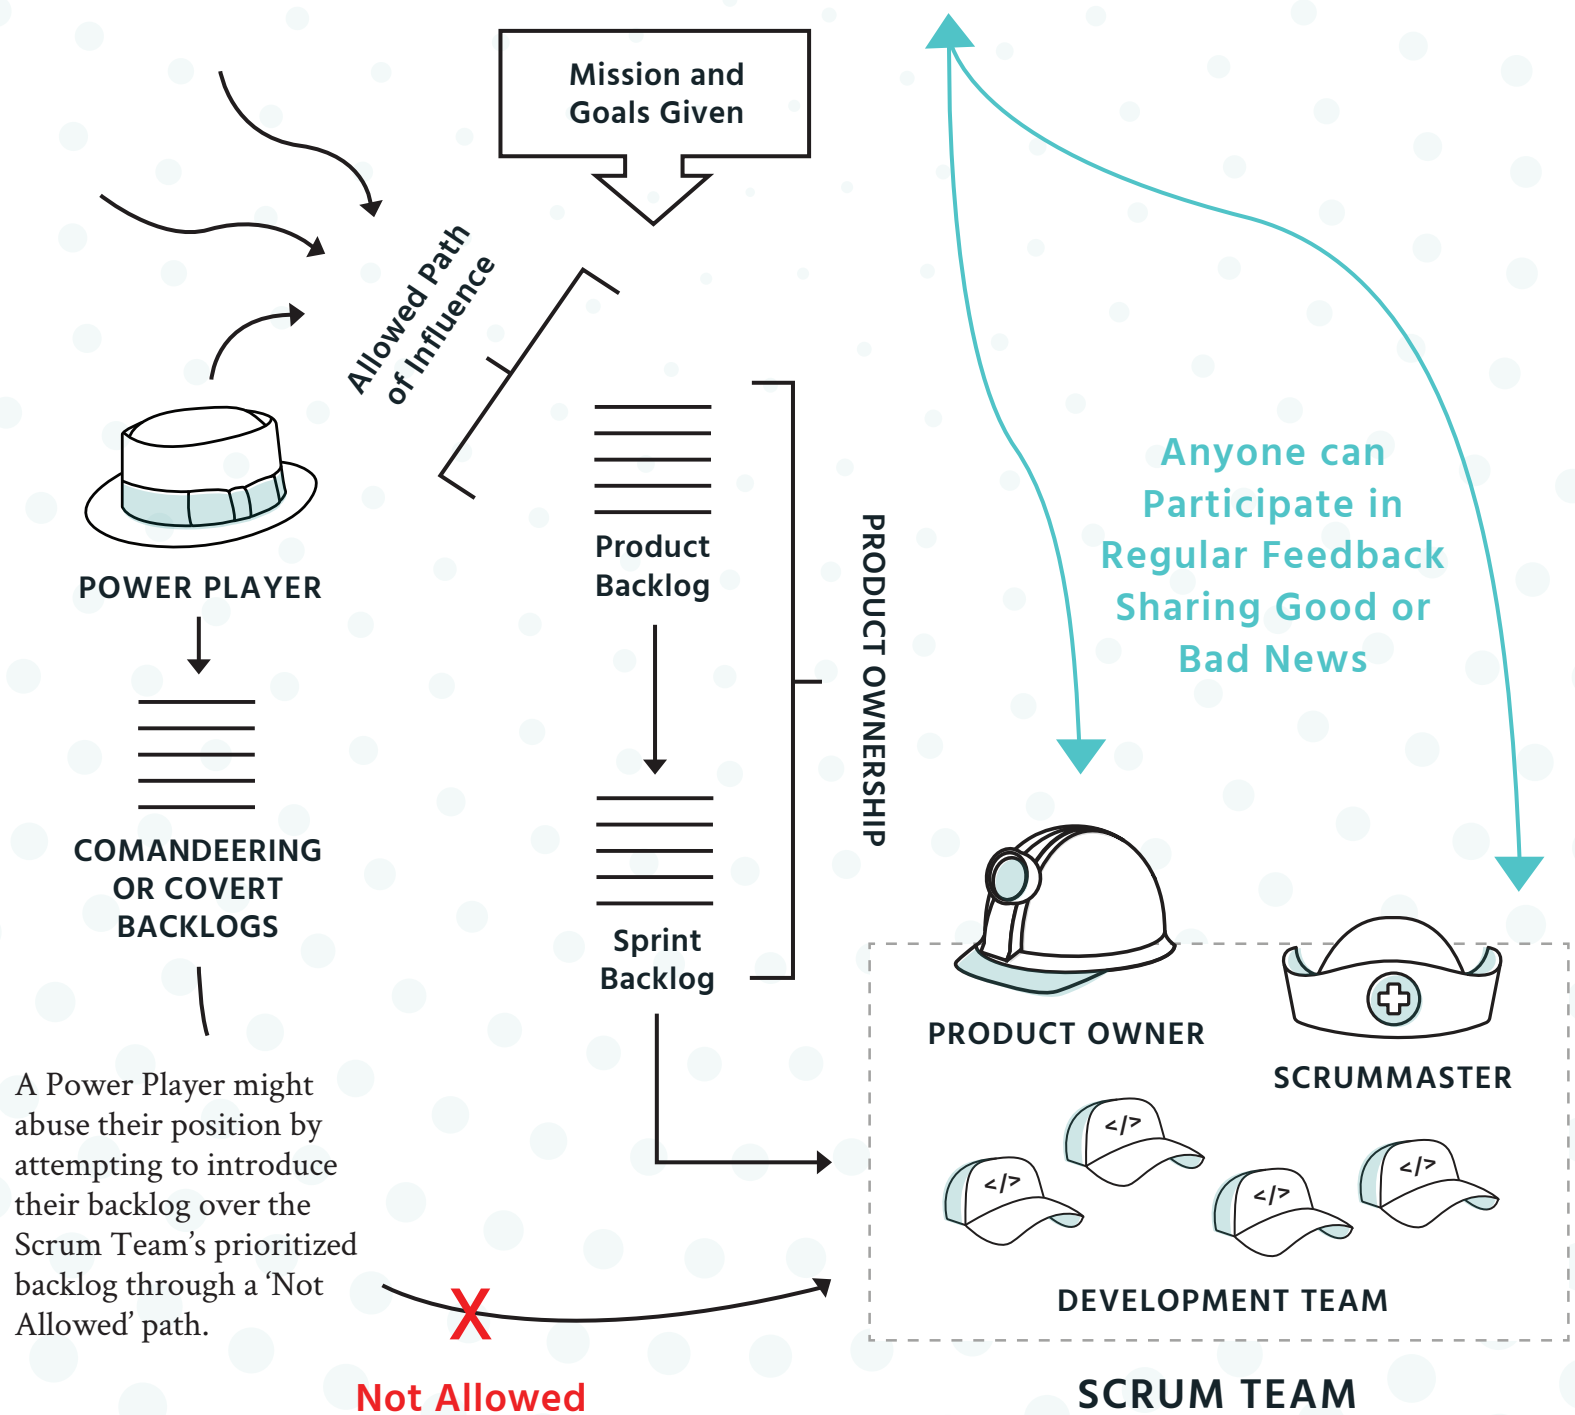 Mission and
Goals Given
Allowed Path
of Influence
POWER PLAYER
COMANDEERING
OR COVERT
BACKLOGS
A Power Player might
abuse their position by
attempting to introduce
their backlog over the
Scrum Team’s prioritized
backlog through a ‘Not
Allowed’ path.
Not Allowed
Product
Backlog
Sprint
Backlog
PRODUCT OWNERSHIP
Anyone can
Participate in
Regular Feedback
Sharing Good or
Bad News
PRODUCT OWNER
SCRUMMASTER
</>
</>
</>
</>
DEVELOPMENT TEAM
SCRUM TEAM